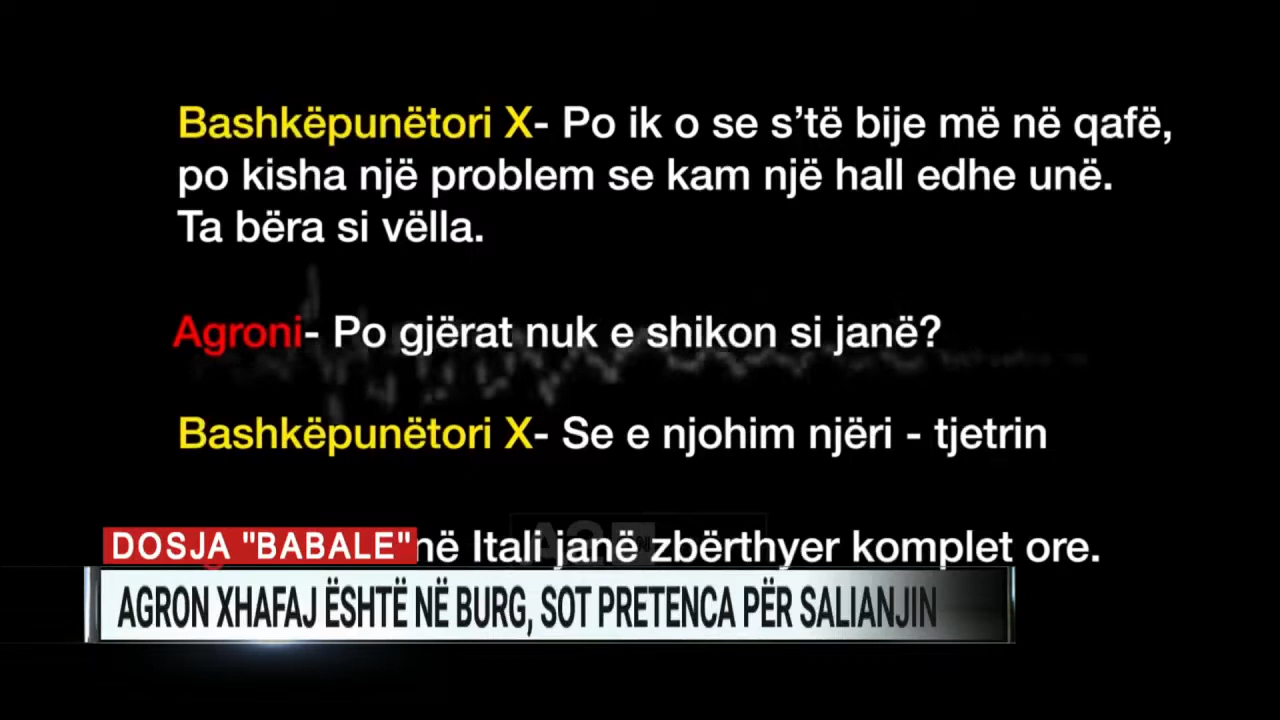 Bashkëpunëtori X- Po ik o se s'të bije më në qafë,
po kisha një problem se kam një hall edhe unë.
Ta bëra si vëlla.
Agroni- Po gjërat nuk e shikon si janë?
Bashkëpunëtori X- Se e njohim njëri - tjetrin
në Itali janë zbërthyer komplet ore.
DOSJA "BABALE"
AGRON XHAFAJ ËSHTË NË BURG, SOT PRETENCA PËR SALIANJIN